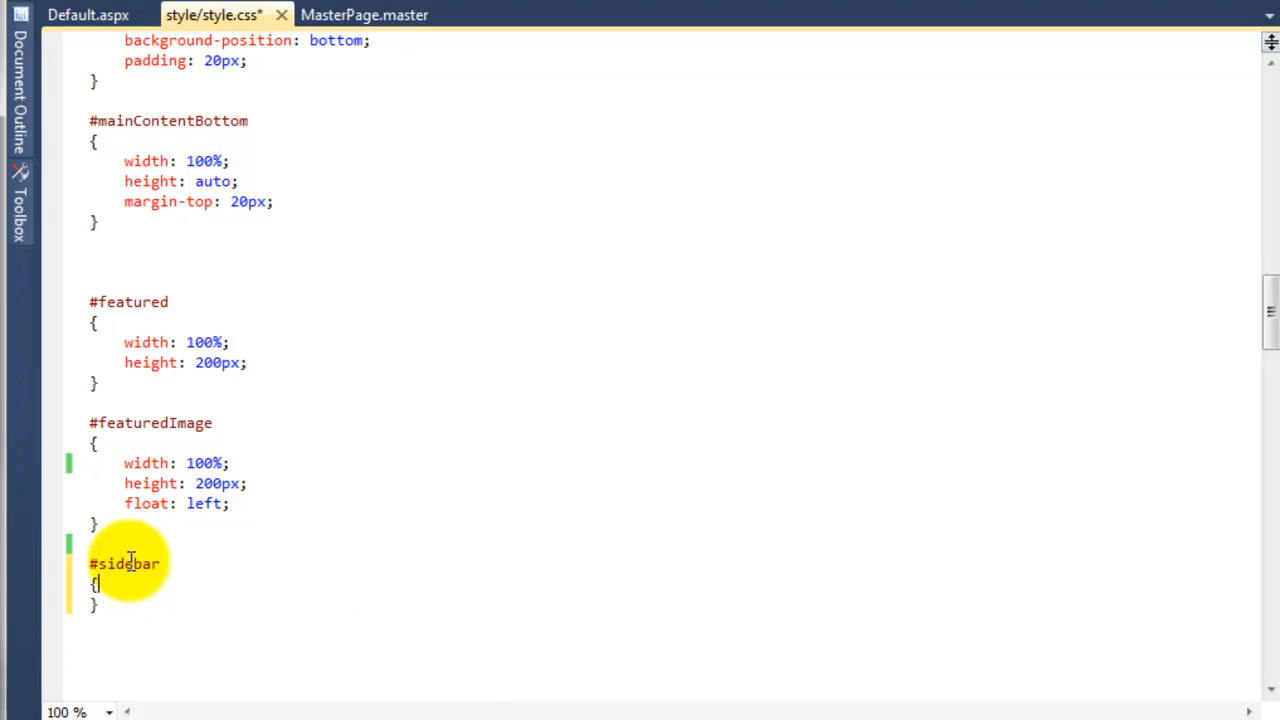 Default.aspx
style/style.css*
MasterPage.master
Document Outline
Toolbox
background-position: bottom;
padding: 20px;
}
#mainContentBottom
{
width: 100%;
height: auto;
margin-top: 20px;
}
#featured
{
width: 100%;
height: 200px;
}
#featuredImage
{
width: 100%;
height: 200px;
float: left;
}
#sidebar
{
}
100 %